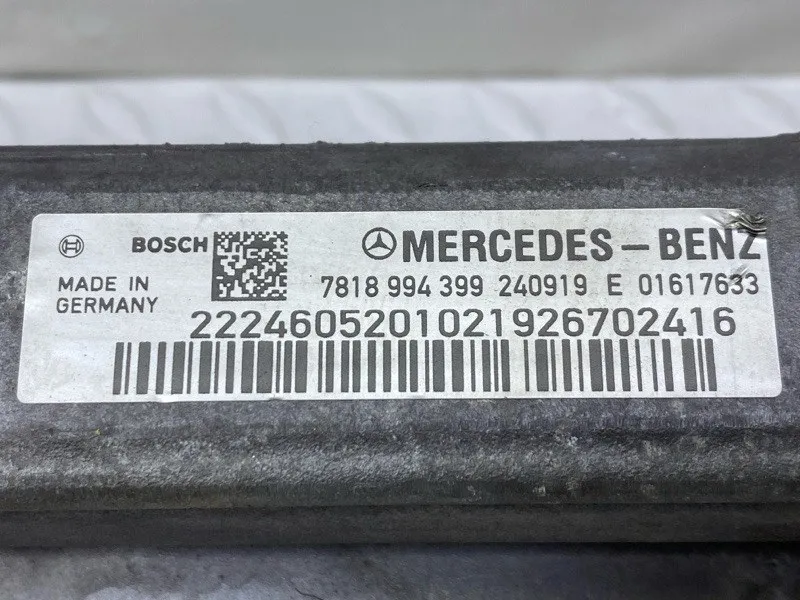 BOSCH
MERCEDES-BENZ
MADE IN
GERMANY
7818 994 399 240919 E 01617633
2224605201021926702416